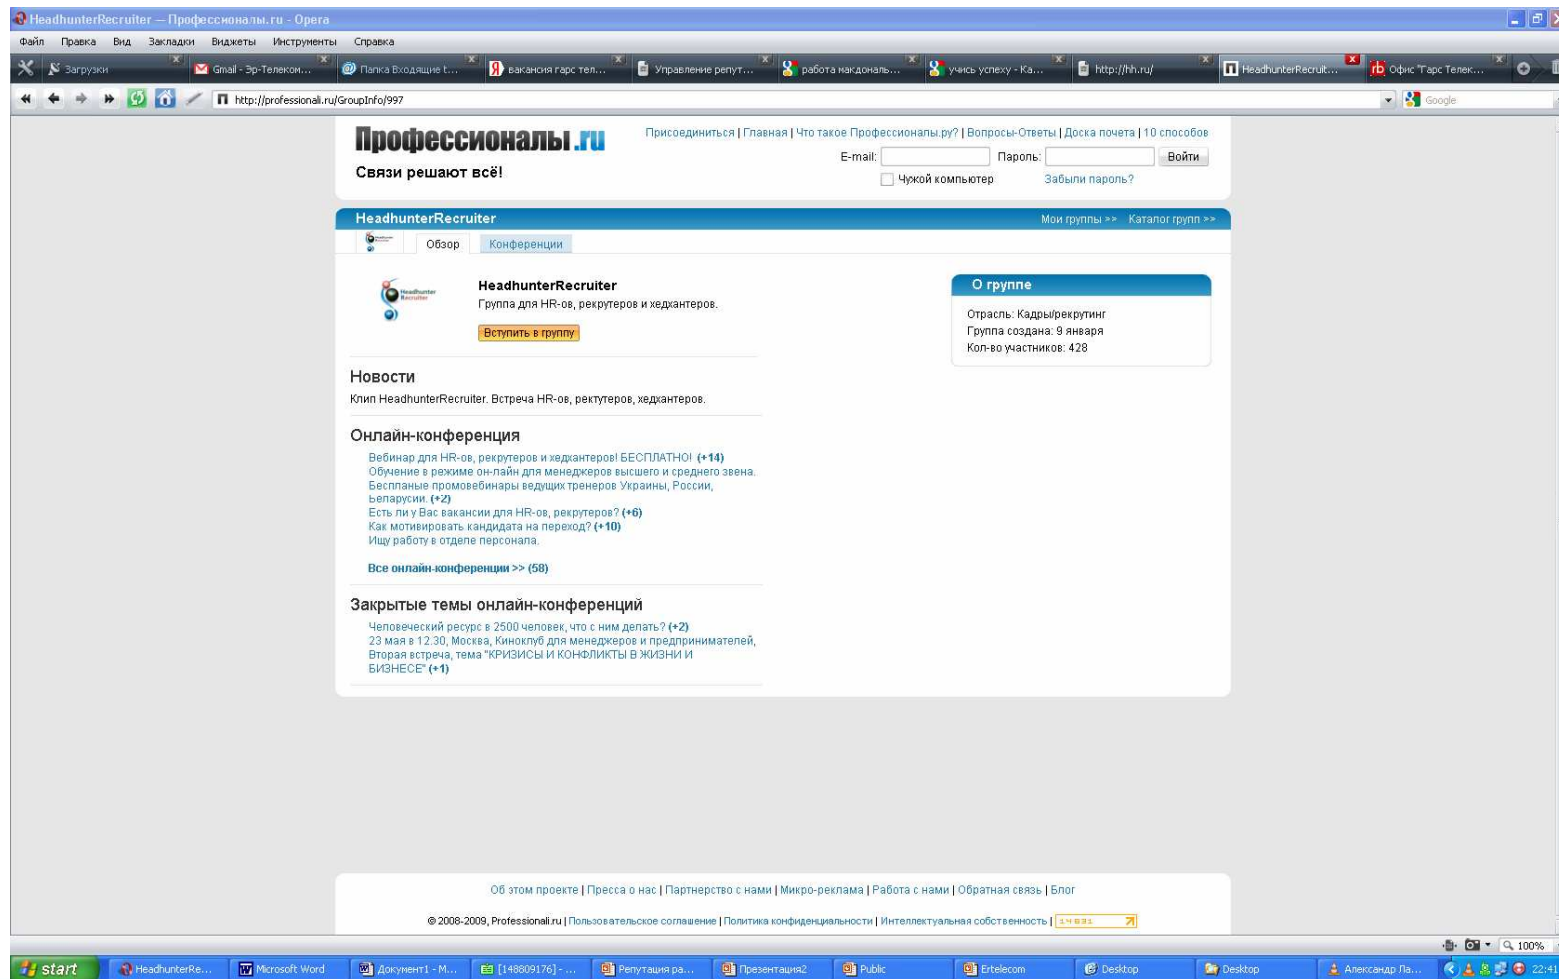 HeadhunterRecruiter — Профессионалы.ru - Opera
Файл Правка Вид Закладки Виджеты Инструменты Справка
Загрузки
Gmail - Эр-Телеком...
Папка Входящие t...
вакансия гарс тел...
Управление репут...
работа макдональ...
учись успеху - Ка...
http://hh.ru/
HeadhunterRecruit...
Офис "Гарс Телек...
http://professionali.ru/GroupInfo/997
Google
Профессионалы.ru
Связи решают всё!
Присоединиться | Главная | Что такое Профессионалы.ру? | Вопросы-Ответы | Доска почета | 10 способов
E-mail: Пароль: Войти
Чужой компьютер Забыли пароль?
HeadhunterRecruiter Мои группы >> Каталог групп >>
Обзор Конференции
Headhunter
Recruiter
HeadhunterRecruiter
Группа для HR-ов, рекрутеров и хедхантеров.
Вступить в группу
О группе
Отрасль: Кадры/рекрутинг
Группа создана: 9 января
Кол-во участников: 428
Новости
Клип HeadhunterRecruiter. Встреча HR-ов, ректутеров, хедхантеров.
Онлайн-конференция
Вебинар для HR-ов, рекрутеров и хедхантеров! БЕСПЛАТНО! (+14)
Обучение в режиме он-лайн для менеджеров высшего и среднего звена.
Беспланые промовебинары ведущих тренеров Украины, России,
Беларусии. (+2)
Есть ли у Вас вакансии для HR-ов, рекрутеров? (+6)
Как мотивировать кандидата на переход? (+10)
Ищу работу в отделе персонала.
Все онлайн-конференции >> (58)
Закрытые темы онлайн-конференций
Человеческий ресурс в 2500 человек, что с ним делать? (+2)
23 мая в 12.30, Москва, Киноклуб для менеджеров и предпринимателей,
Вторая встреча, тема "КРИЗИСЫ И КОНФЛИКТЫ В ЖИЗНИ И
БИЗНЕСЕ" (+1)
Об этом проекте | Пресса о нас | Партнерство с нами | Микро-реклама | Работа с нами | Обратная связь | Блог
© 2008-2009, Professionali.ru | Пользовательское соглашение | Политика конфиденциальности | Интеллектуальная собственность |
100%
start
HeadhunterRe...
Microsoft Word
Документ1 - M...
[148809176] - ...
Репутация ра...
Презентация2
Public
Ertelecom
Desktop
Desktop
Александр Ла...
22:41